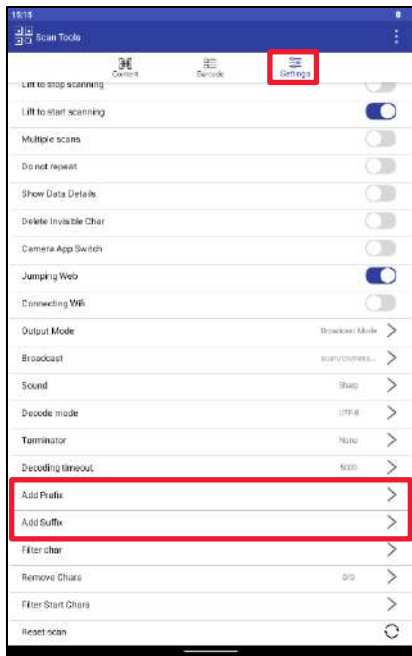 15:15
Scan Tools
Content Barcode Settings
Lift to stop scanning
Lift to start scanning
Multiple scans
Do not repeat
Show Data Details
Delete Invisible Char
Camera App Switch
Jumping Web
Connecting Wifi
Output Mode Broadcast Mode >
Broadcast >
Sound Sharp >
Decode mode UTF-8 >
Terminator None >
Decoding timeout 5000 >
Add Prefix >
Add Suffix >
Filter char >
Remove Chars 0/0 >
Filter Start Chars >
Reset scan